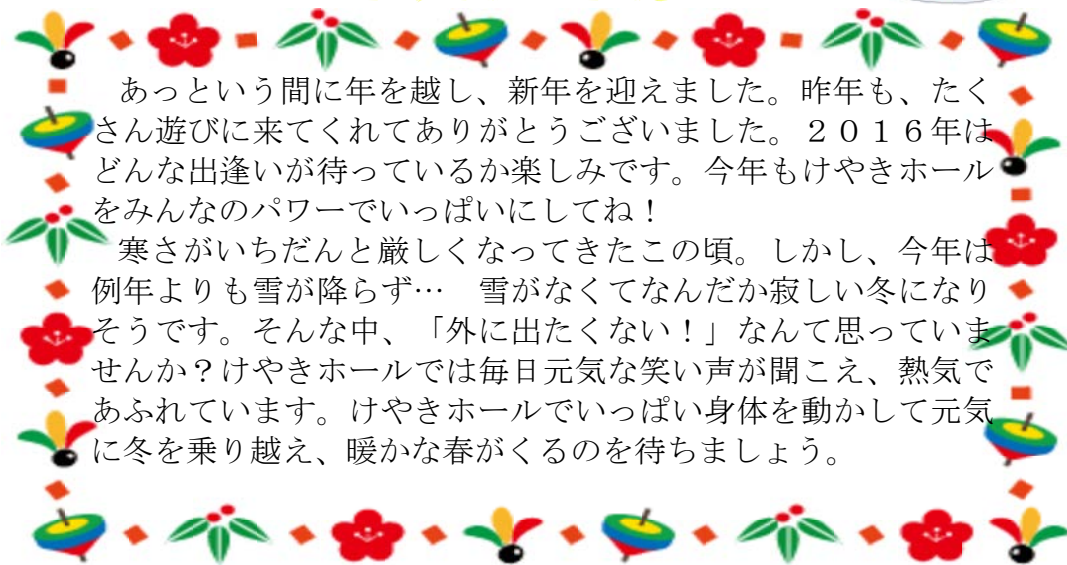 あっという間に年を越し、新年を迎えました。昨年も、たく
さん遊びに来てくれてありがとうございました。２０１６年は
どんな出逢いが待っているか楽しみです。今年もけやきホール
をみんなのパワーでいっぱいにしてね！
　寒さがいちだんと厳しくなってきたこの頃。しかし、今年は
例年よりも雪が降らず…　雪がなくてなんだか寂しい冬になり
そうです。そんな中、「外に出たくない！」なんて思っていま
せんか？けやきホールでは毎日元気な笑い声が聞こえ、熱気で
あふれています。けやきホールでいっぱい身体を動かして元気
に冬を乗り越え、暖かな春がくるのを待ちましょう。